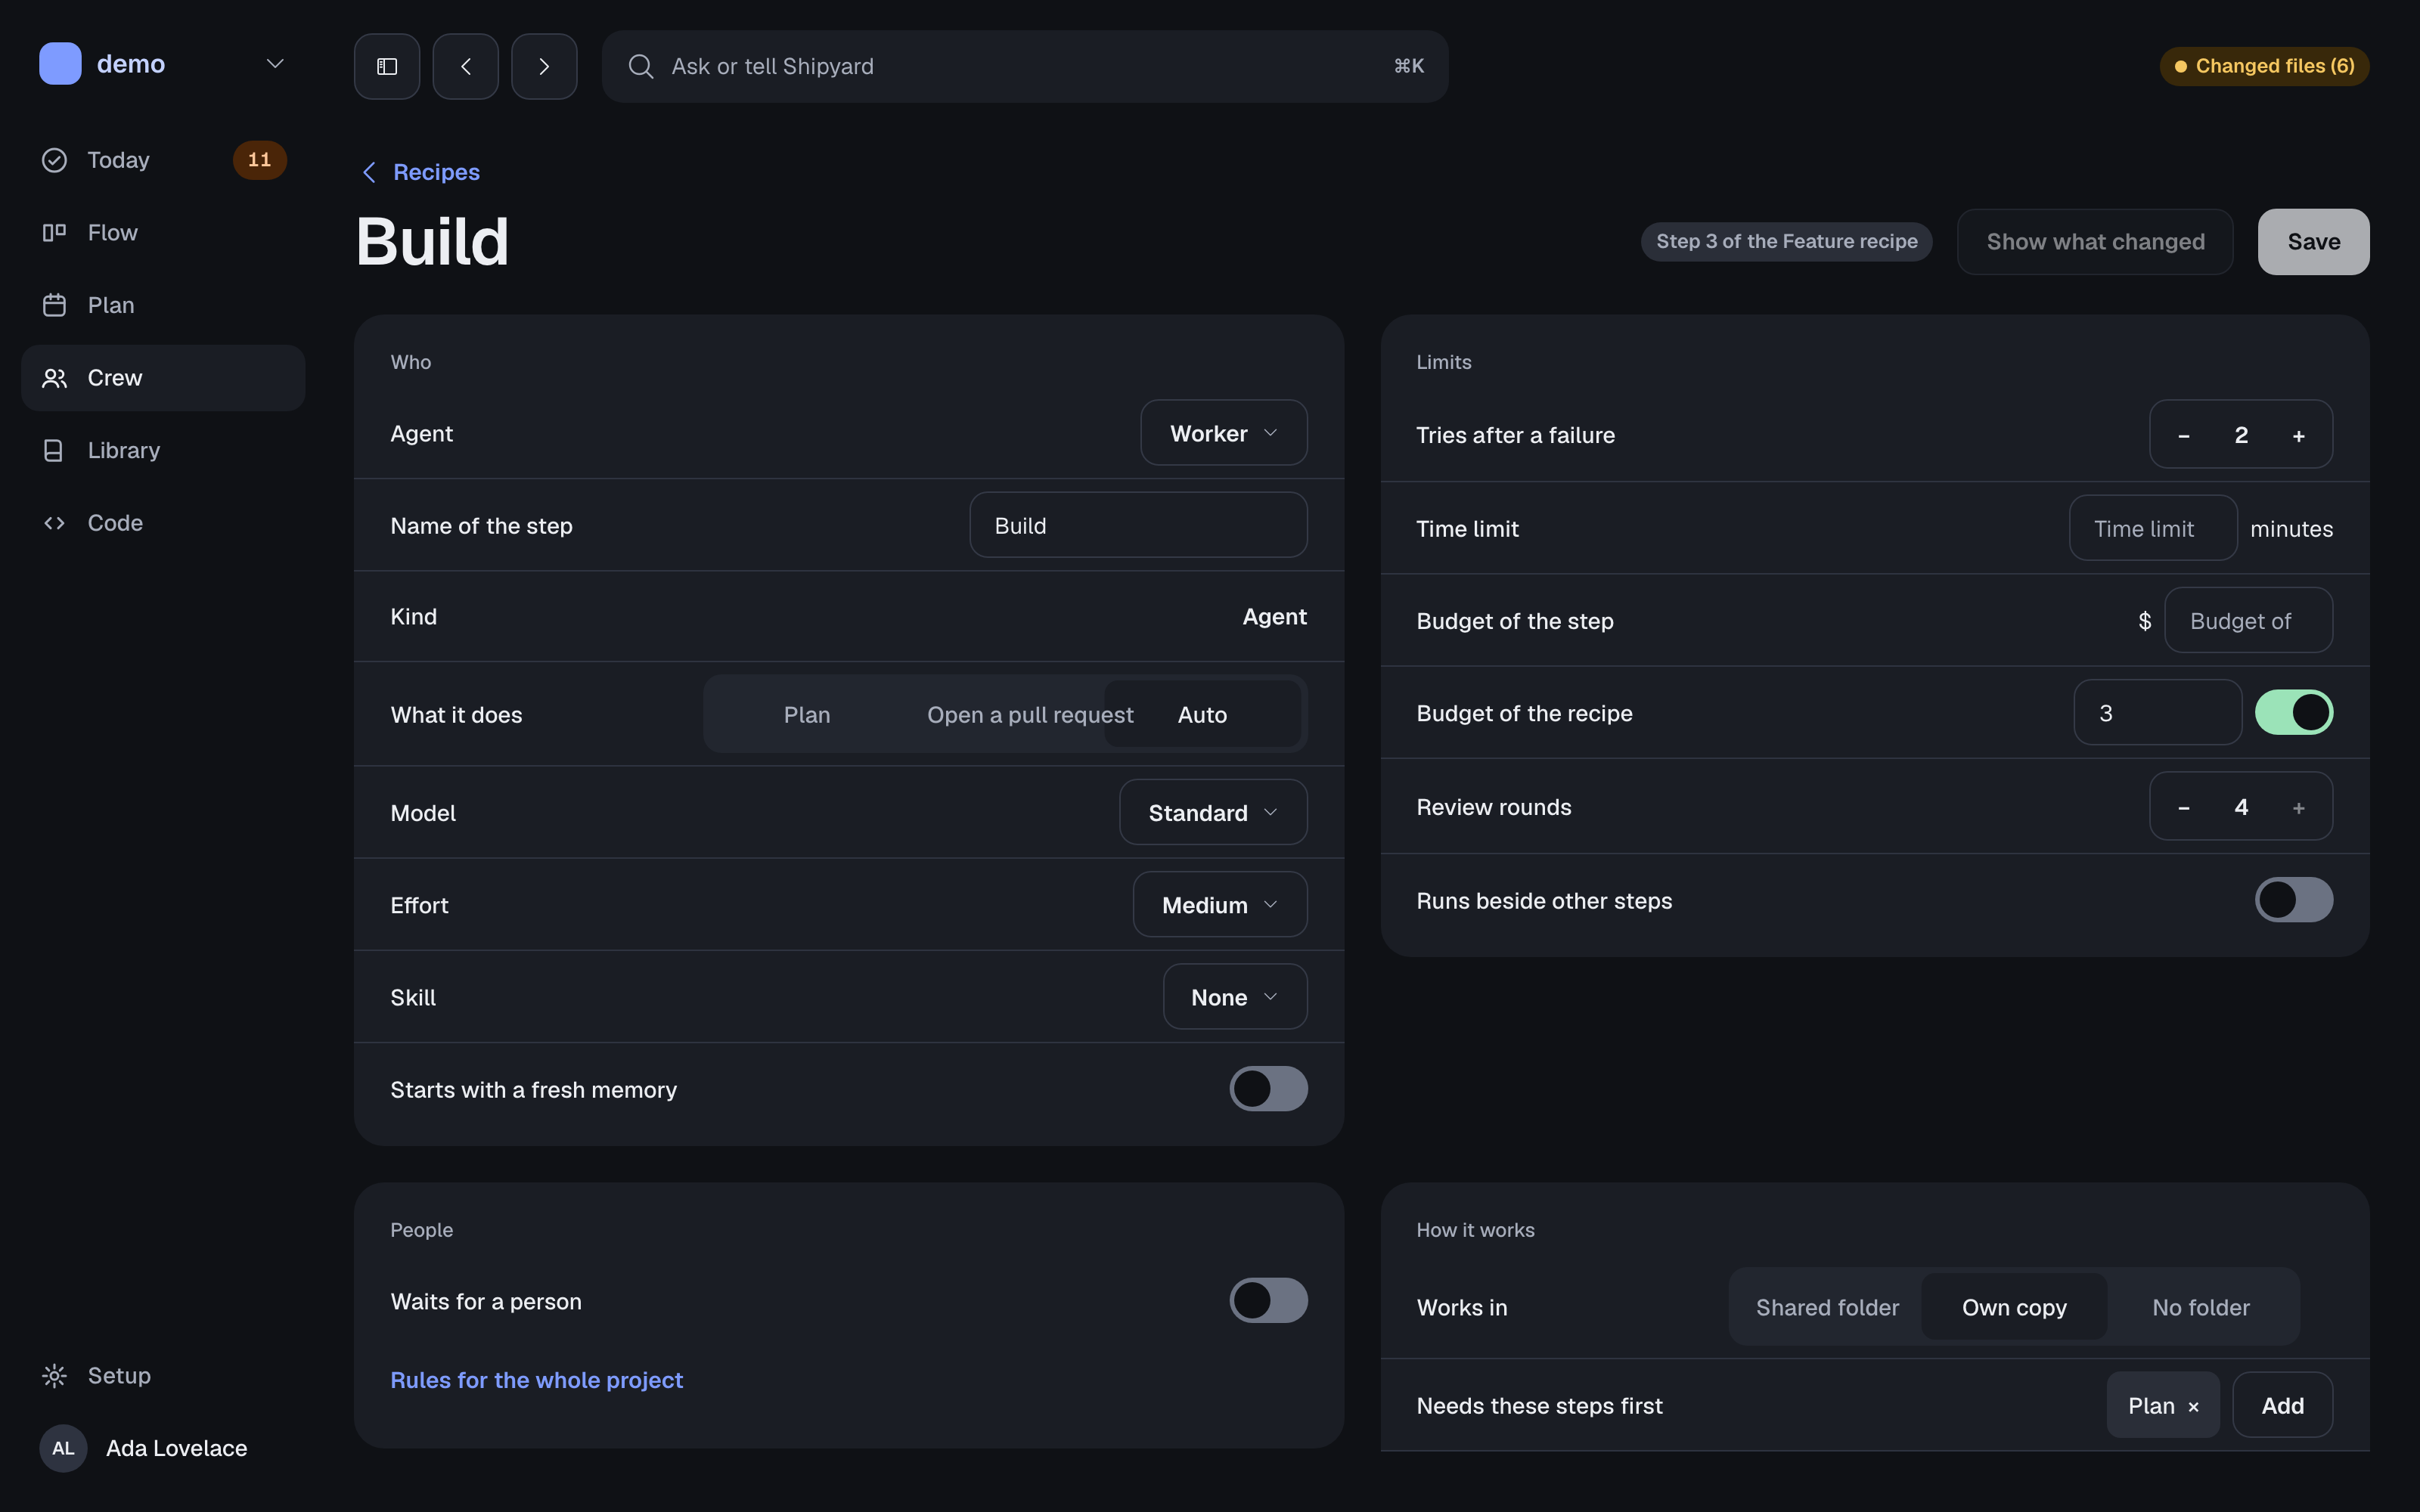 demo
Ask or tell Shipyard ⌘K
Changed files (6)
Today 11
Flow
Plan
Crew
Library
Code
Setup
AL Ada Lovelace
Recipes
Build
Step 3 of the Feature recipe
Show what changed
Save
Who
Agent Worker
Name of the step Build
Kind Agent
What it does Plan Open a pull request Auto
Model Standard
Effort Medium
Skill None
Starts with a fresh memory
Limits
Tries after a failure − 2 +
Time limit Time limit minutes
Budget of the step $ Budget of
Budget of the recipe 3
Review rounds − 4 +
Runs beside other steps
People
Waits for a person
Rules for the whole project
How it works
Works in Shared folder Own copy No folder
Needs these steps first Plan × Add